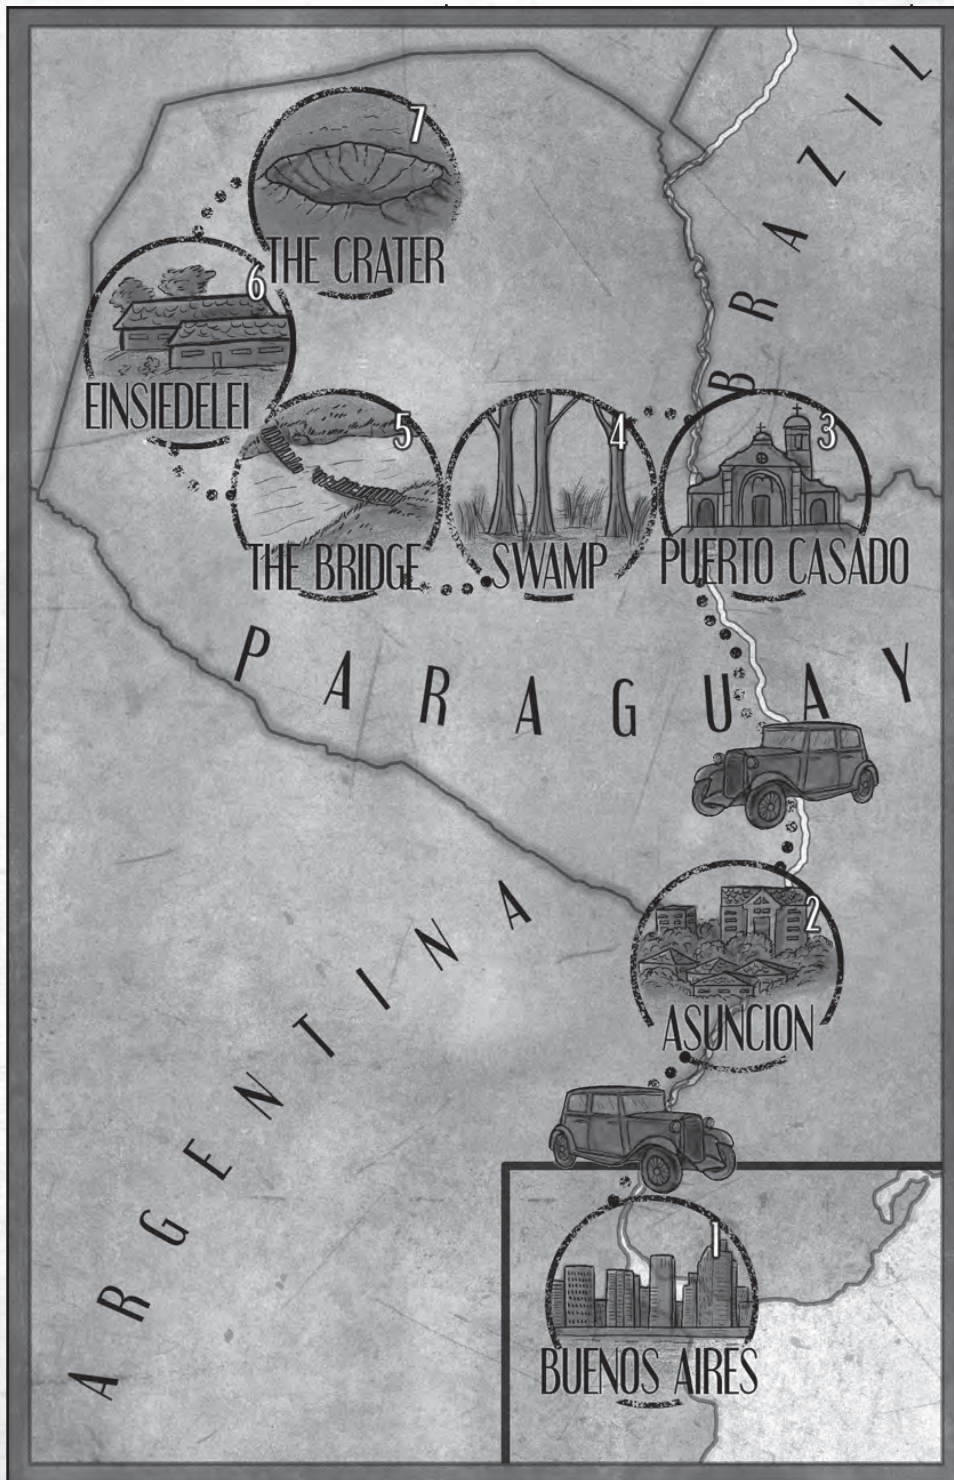 BRAZIL
7
THE CRATER
6
EINSIEDELEI
5
THE BRIDGE
4
SWAMP
3
PUERTO CASADO
PARAGUAY
2
ASUNCION
ARGENTINA
1
BUENOS AIRES